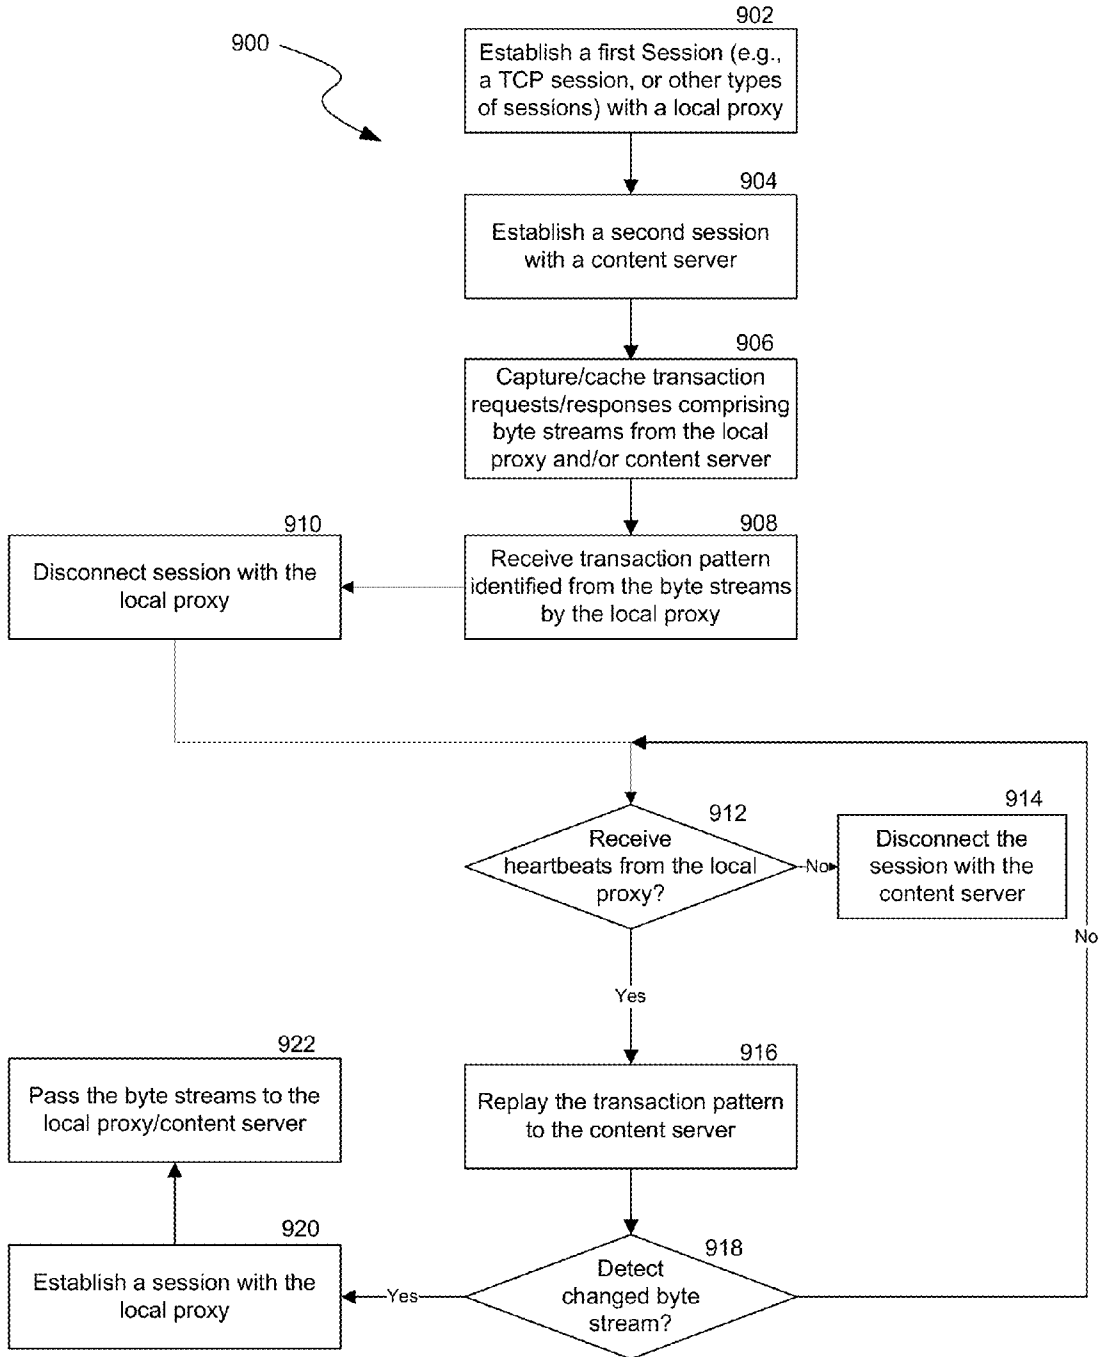 900
902
Establish a first Session (e.g.,
a TCP session, or other types
of sessions) with a local proxy
904
Establish a second session
with a content server
906
Capture/cache transaction
requests/responses comprising
byte streams from the local
proxy and/or content server
908
Receive transaction pattern
identified from the byte streams
by the local proxy
910
Disconnect session with the
local proxy
912
Receive
heartbeats from the local
proxy?
No
914
Disconnect the
session with the
content server
No
Yes
916
Replay the transaction pattern
to the content server
918
Detect
changed byte
stream?
Yes
920
Establish a session with the
local proxy
922
Pass the byte streams to the
local proxy/content server